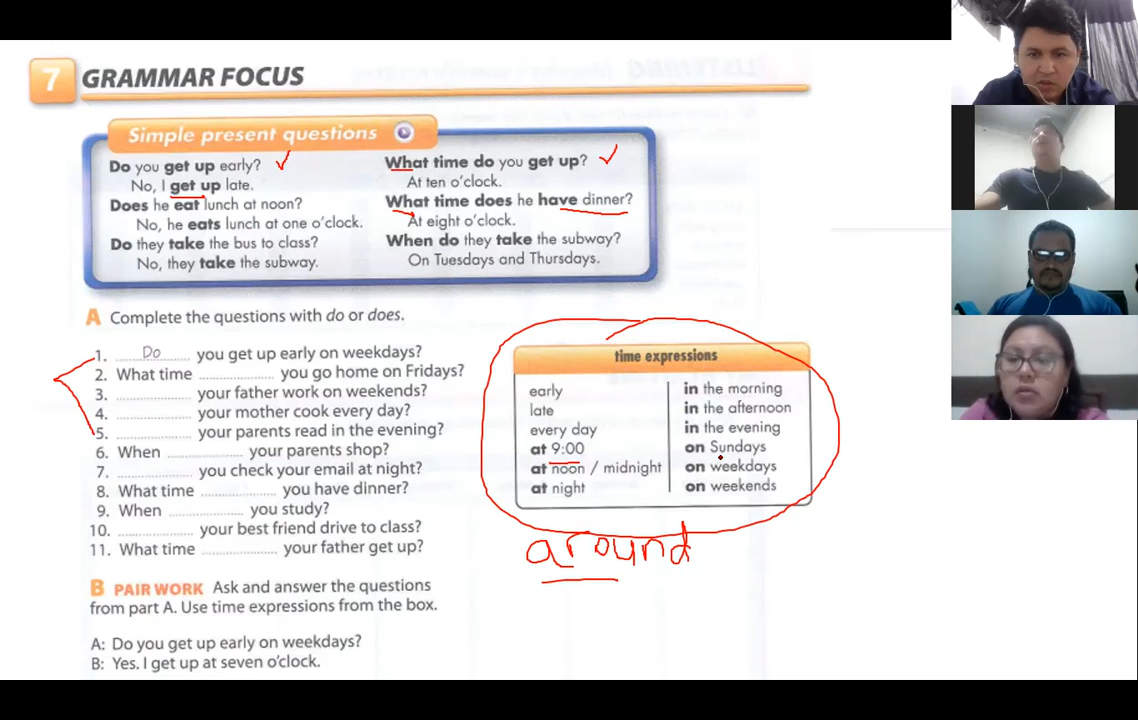 7 GRAMMAR FOCUS
Simple present questions
Do you get up early?
No, I get up late.
Does he eat lunch at noon?
No, he eats lunch at one o'clock.
Do they take the bus to class?
No, they take the subway.
What time do you get up?
At ten o'clock.
What time does he have dinner?
At eight o'clock.
When do they take the subway?
On Tuesdays and Thursdays.
A Complete the questions with do or does.
1. Do you get up early on weekdays?
2. What time you go home on Fridays?
3. your father work on weekends?
4. your mother cook every day?
5. your parents read in the evening?
6. When your parents shop?
7. you check your email at night?
8. What time you have dinner?
9. When you study?
10. your best friend drive to class?
11. What time your father get up?
time expressions
early
late
every day
at 9:00
at noon / midnight
at night
in the morning
in the afternoon
in the evening
on Sundays
on weekdays
on weekends
around
B PAIR WORK Ask and answer the questions
from part A. Use time expressions from the box.
A: Do you get up early on weekdays?
B: Yes. I get up at seven o'clock.